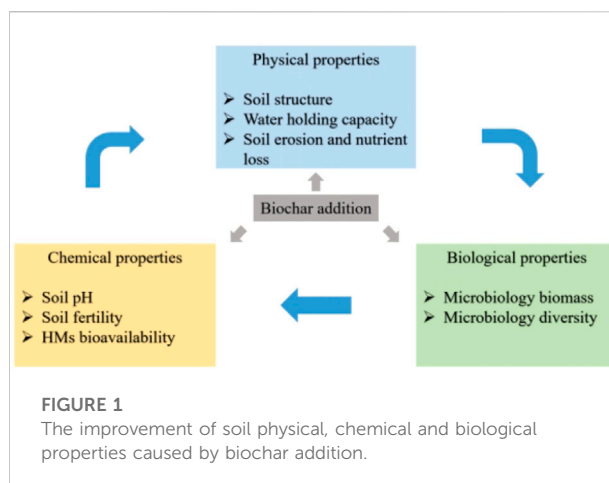 Physical properties
➢ Soil structure
➢ Water holding capacity
➢ Soil erosion and nutrient
loss
Biochar addition
Chemical properties
➢ Soil pH
➢ Soil fertility
➢ HMs bioavailability
Biological properties
➢ Microbiology biomass
➢ Microbiology diversity
FIGURE 1
The improvement of soil physical, chemical and biological
properties caused by biochar addition.